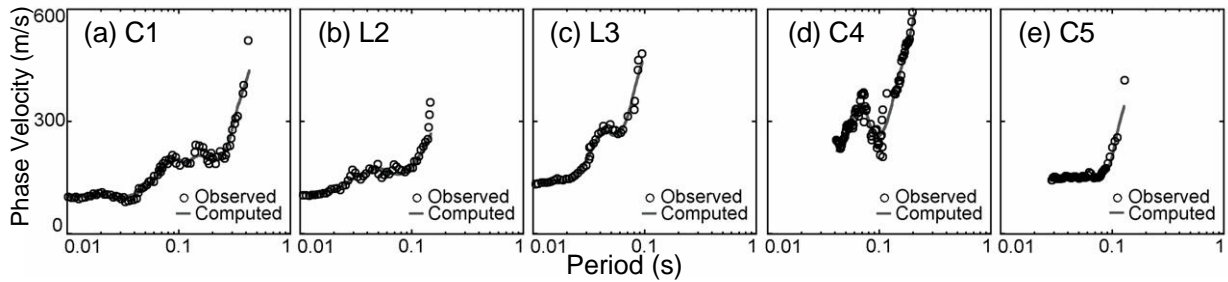 Phase Velocity (m/s)
600
300
0
(a) C1
Observed
Computed
0.01 0.1 1
(b) L2
Observed
Computed
0.01 0.1 1
(c) L3
Observed
Computed
0.01 0.1 1
(d) C4
Observed
Computed
0.01 0.1 1
(e) C5
Observed
Computed
0.01 0.1 1
Period (s)